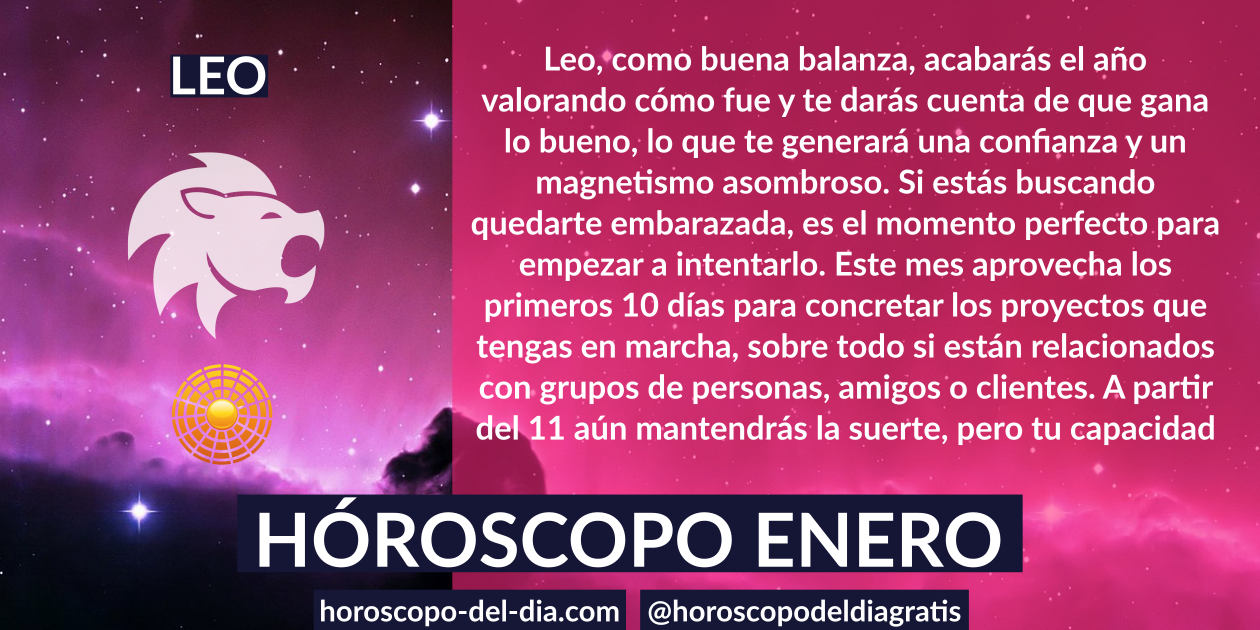 LEO
Leo, como buena balanza, acabarás el año
valorando cómo fue y te darás cuenta de que gana
lo bueno, lo que te generará una confianza y un
magnetismo asombroso. Si estás buscando
quedarte embarazada, es el momento perfecto para
empezar a intentarlo. Este mes aprovecha los
primeros 10 días para concretar los proyectos que
tengas en marcha, sobre todo si están relacionados
con grupos de personas, amigos o clientes. A partir
del 11 aún mantendrás la suerte, pero tu capacidad
HÓROSCOPO ENERO
horoscopo-del-dia.com
@horoscopodeldiagratis